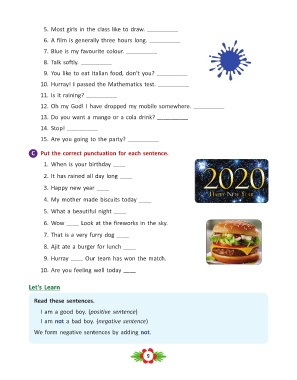 5. Most girls in the class like to draw. __________
6. A film is generally three hours long. __________
7. Blue is my favourite colour. __________
8. Talk softly. __________
9. You like to eat Italian food, don't you? __________
10. Hurray! I passed the Mathematics test. __________
11. Is it raining? __________
12. Oh my God! I have dropped my mobile somewhere. __________
13. Do you want a mango or a cola drink? __________
14. Stop! __________
15. Are you going to the party? __________
C Put the correct punctuation for each sentence.
1. When is your birthday ____
2. It has rained all day long ____
3. Happy new year ____
4. My mother made biscuits today ____
5. What a beautiful night ____
6. Wow ____ Look at the fireworks in the sky.
7. That is a very furry dog ____
8. Ajit ate a burger for lunch ____
9. Hurray ____ Our team has won the match.
10. Are you feeling well today ____
2020
Happy New Year
Let's Learn
Read these sentences.
I am a good boy. (positive sentence)
I am not a bad boy. (negative sentence)
We form negative sentences by adding not.
9